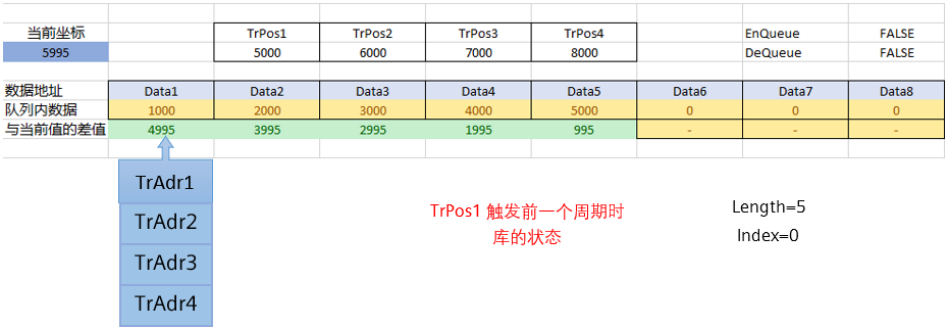 当前坐标 TrPos1 TrPos2 TrPos3 TrPos4 EnQueue FALSE
5995 5000 6000 7000 8000 DeQueue FALSE
数据地址 Data1 Data2 Data3 Data4 Data5 Data6 Data7 Data8
队列内数据 1000 2000 3000 4000 5000 0 0 0
与当前值的差值 4995 3995 2995 1995 995 - - -
TrAdr1
TrAdr2
TrAdr3
TrAdr4
TrPos1 触发前一个周期时
库的状态
Length=5
Index=0